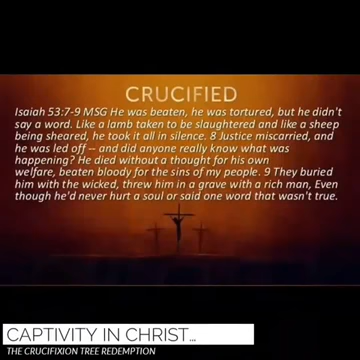 CRUCIFIED
Isaiah 53:7-9 MSG He was beaten, he was tortured, but he didn't
say a word. Like a lamb taken to be slaughtered and like a sheep
being sheared, he took it all in silence. 8 Justice miscarried, and
he was led off -- and did anyone really know what was
happening? He died without a thought for his own
welfare, beaten bloody for the sins of my people. 9 They buried
him with the wicked, threw him in a grave with a rich man, Even
though he'd never hurt a soul or said one word that wasn't true.
CAPTIVITY IN CHRIST...
THE CRUCIFIXION TREE REDEMPTION